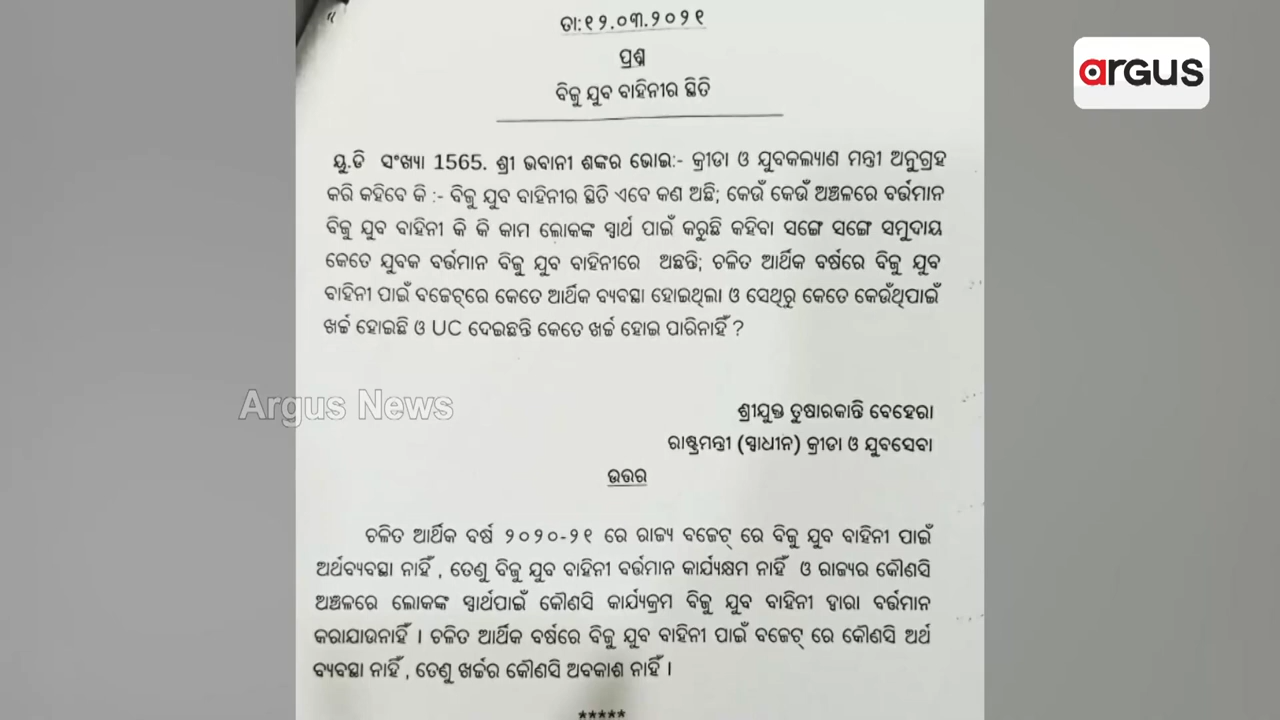 ତା:୧୨.୦୩.୨୦୨୧
argus
ପ୍ରଶ୍ନ
ବିଜୁ ଯୁବ ବାହିନୀର ସ୍ଥିତି
ୟୁ.ଡି ସଂଖ୍ୟା 1565. ଶ୍ରୀ ଭବାନୀ ଶଙ୍କର ଭୋଇ:- କ୍ରୀଡା ଓ ଯୁବକଲ୍ୟାଣ ମନ୍ତ୍ରୀ ଅନୁଗ୍ରହ
କରି କହିବେ କି :- ବିଜୁ ଯୁବ ବାହିନୀର ସ୍ଥିତି ଏବେ କଣ ଅଛି; କେଉଁ କେଉଁ ଅଞ୍ଚଳରେ ବର୍ତ୍ତମାନ
ବିଜୁ ଯୁବ ବାହିନୀ କି କି କାମ ଲୋକଙ୍କ ସ୍ୱାର୍ଥ ପାଇଁ କରୁଛି କହିବା ସଙ୍ଗେ ସଙ୍ଗେ ସମୁଦାୟ
କେତେ ଯୁବକ ବର୍ତ୍ତମାନ ବିଜୁ ଯୁବ ବାହିନୀରେ ଅଛନ୍ତି; ଚଳିତ ଆର୍ଥିକ ବର୍ଷରେ ବିଜୁ ଯୁବ
ବାହିନୀ ପାଇଁ ବଜେଟ୍‌ରେ କେତେ ଆର୍ଥିକ ବ୍ୟବସ୍ଥା ହୋଇଥିଲା ଓ ସେଥିରୁ କେତେ କେଉଁଥିପାଇଁ
ଖର୍ଚ୍ଚ ହୋଇଛି ଓ UC ଦେଇଛନ୍ତି କେତେ ଖର୍ଚ୍ଚ ହୋଇ ପାରିନାହିଁ ?
Argus News
ଶ୍ରୀଯୁକ୍ତ ତୁଷାରକାନ୍ତି ବେହେରା
ରାଷ୍ଟ୍ରମନ୍ତ୍ରୀ (ସ୍ୱାଧୀନ) କ୍ରୀଡା ଓ ଯୁବସେବା
ଉତ୍ତର
ଚଳିତ ଆର୍ଥିକ ବର୍ଷ ୨୦୨୦-୨୧ ରେ ରାଜ୍ୟ ବଜେଟ୍ ରେ ବିଜୁ ଯୁବ ବାହିନୀ ପାଇଁ
ଅର୍ଥବ୍ୟବସ୍ଥା ନାହିଁ , ତେଣୁ ବିଜୁ ଯୁବ ବାହିନୀ ବର୍ତ୍ତମାନ କାର୍ଯ୍ୟକ୍ଷମ ନାହିଁ ଓ ରାଜ୍ୟର କୌଣସି
ଅଞ୍ଚଳରେ ଲୋକଙ୍କ ସ୍ୱାର୍ଥପାଇଁ କୌଣସି କାର୍ଯ୍ୟକ୍ରମ ବିଜୁ ଯୁବ ବାହିନୀ ଦ୍ୱାରା ବର୍ତ୍ତମାନ
କରାଯାଉନାହିଁ । ଚଳିତ ଆର୍ଥିକ ବର୍ଷରେ ବିଜୁ ଯୁବ ବାହିନୀ ପାଇଁ ବଜେଟ୍ ରେ କୌଣସି ଅର୍ଥ
ବ୍ୟବସ୍ଥା ନାହିଁ , ତେଣୁ ଖର୍ଚ୍ଚର କୌଣସି ଅବକାଶ ନାହିଁ ।
*****